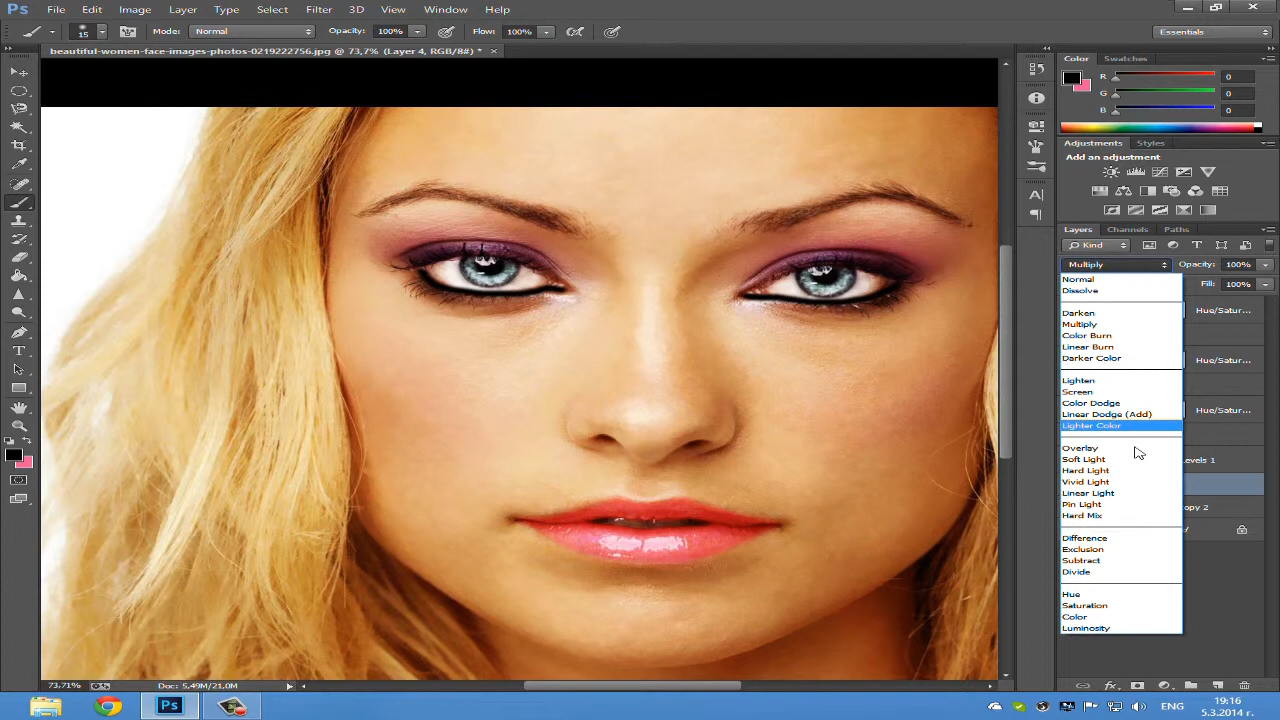 Ps File Edit Image Layer Type Select Filter 3D View Window Help
15 Mode: Normal Opacity: 100% Flow: 100% Essentials
beautiful-women-face-images-photos-0219222756.jpg @ 73,7% (Layer 4, RGB/8#) * ×
Color Swatches
R 0
G 0
B 0
Adjustments Styles
Add an adjustment
Layers Channels Paths
Kind
Multiply Opacity: 100%
Fill: 100%
Normal
Dissolve
Darken
Multiply
Color Burn
Linear Burn
Darker Color
Lighten
Screen
Color Dodge
Linear Dodge (Add)
Lighter Color
Overlay
Soft Light
Hard Light
Vivid Light
Linear Light
Pin Light
Hard Mix
Difference
Exclusion
Subtract
Divide
Hue
Saturation
Color
Luminosity
Hue/Satur...
Hue/Satur...
Hue/Satur...
evels 1
opy 2
73,71% Doc: 5,49M/21,0M
fx
Ps ENG 19:16
5.3.2014 г.